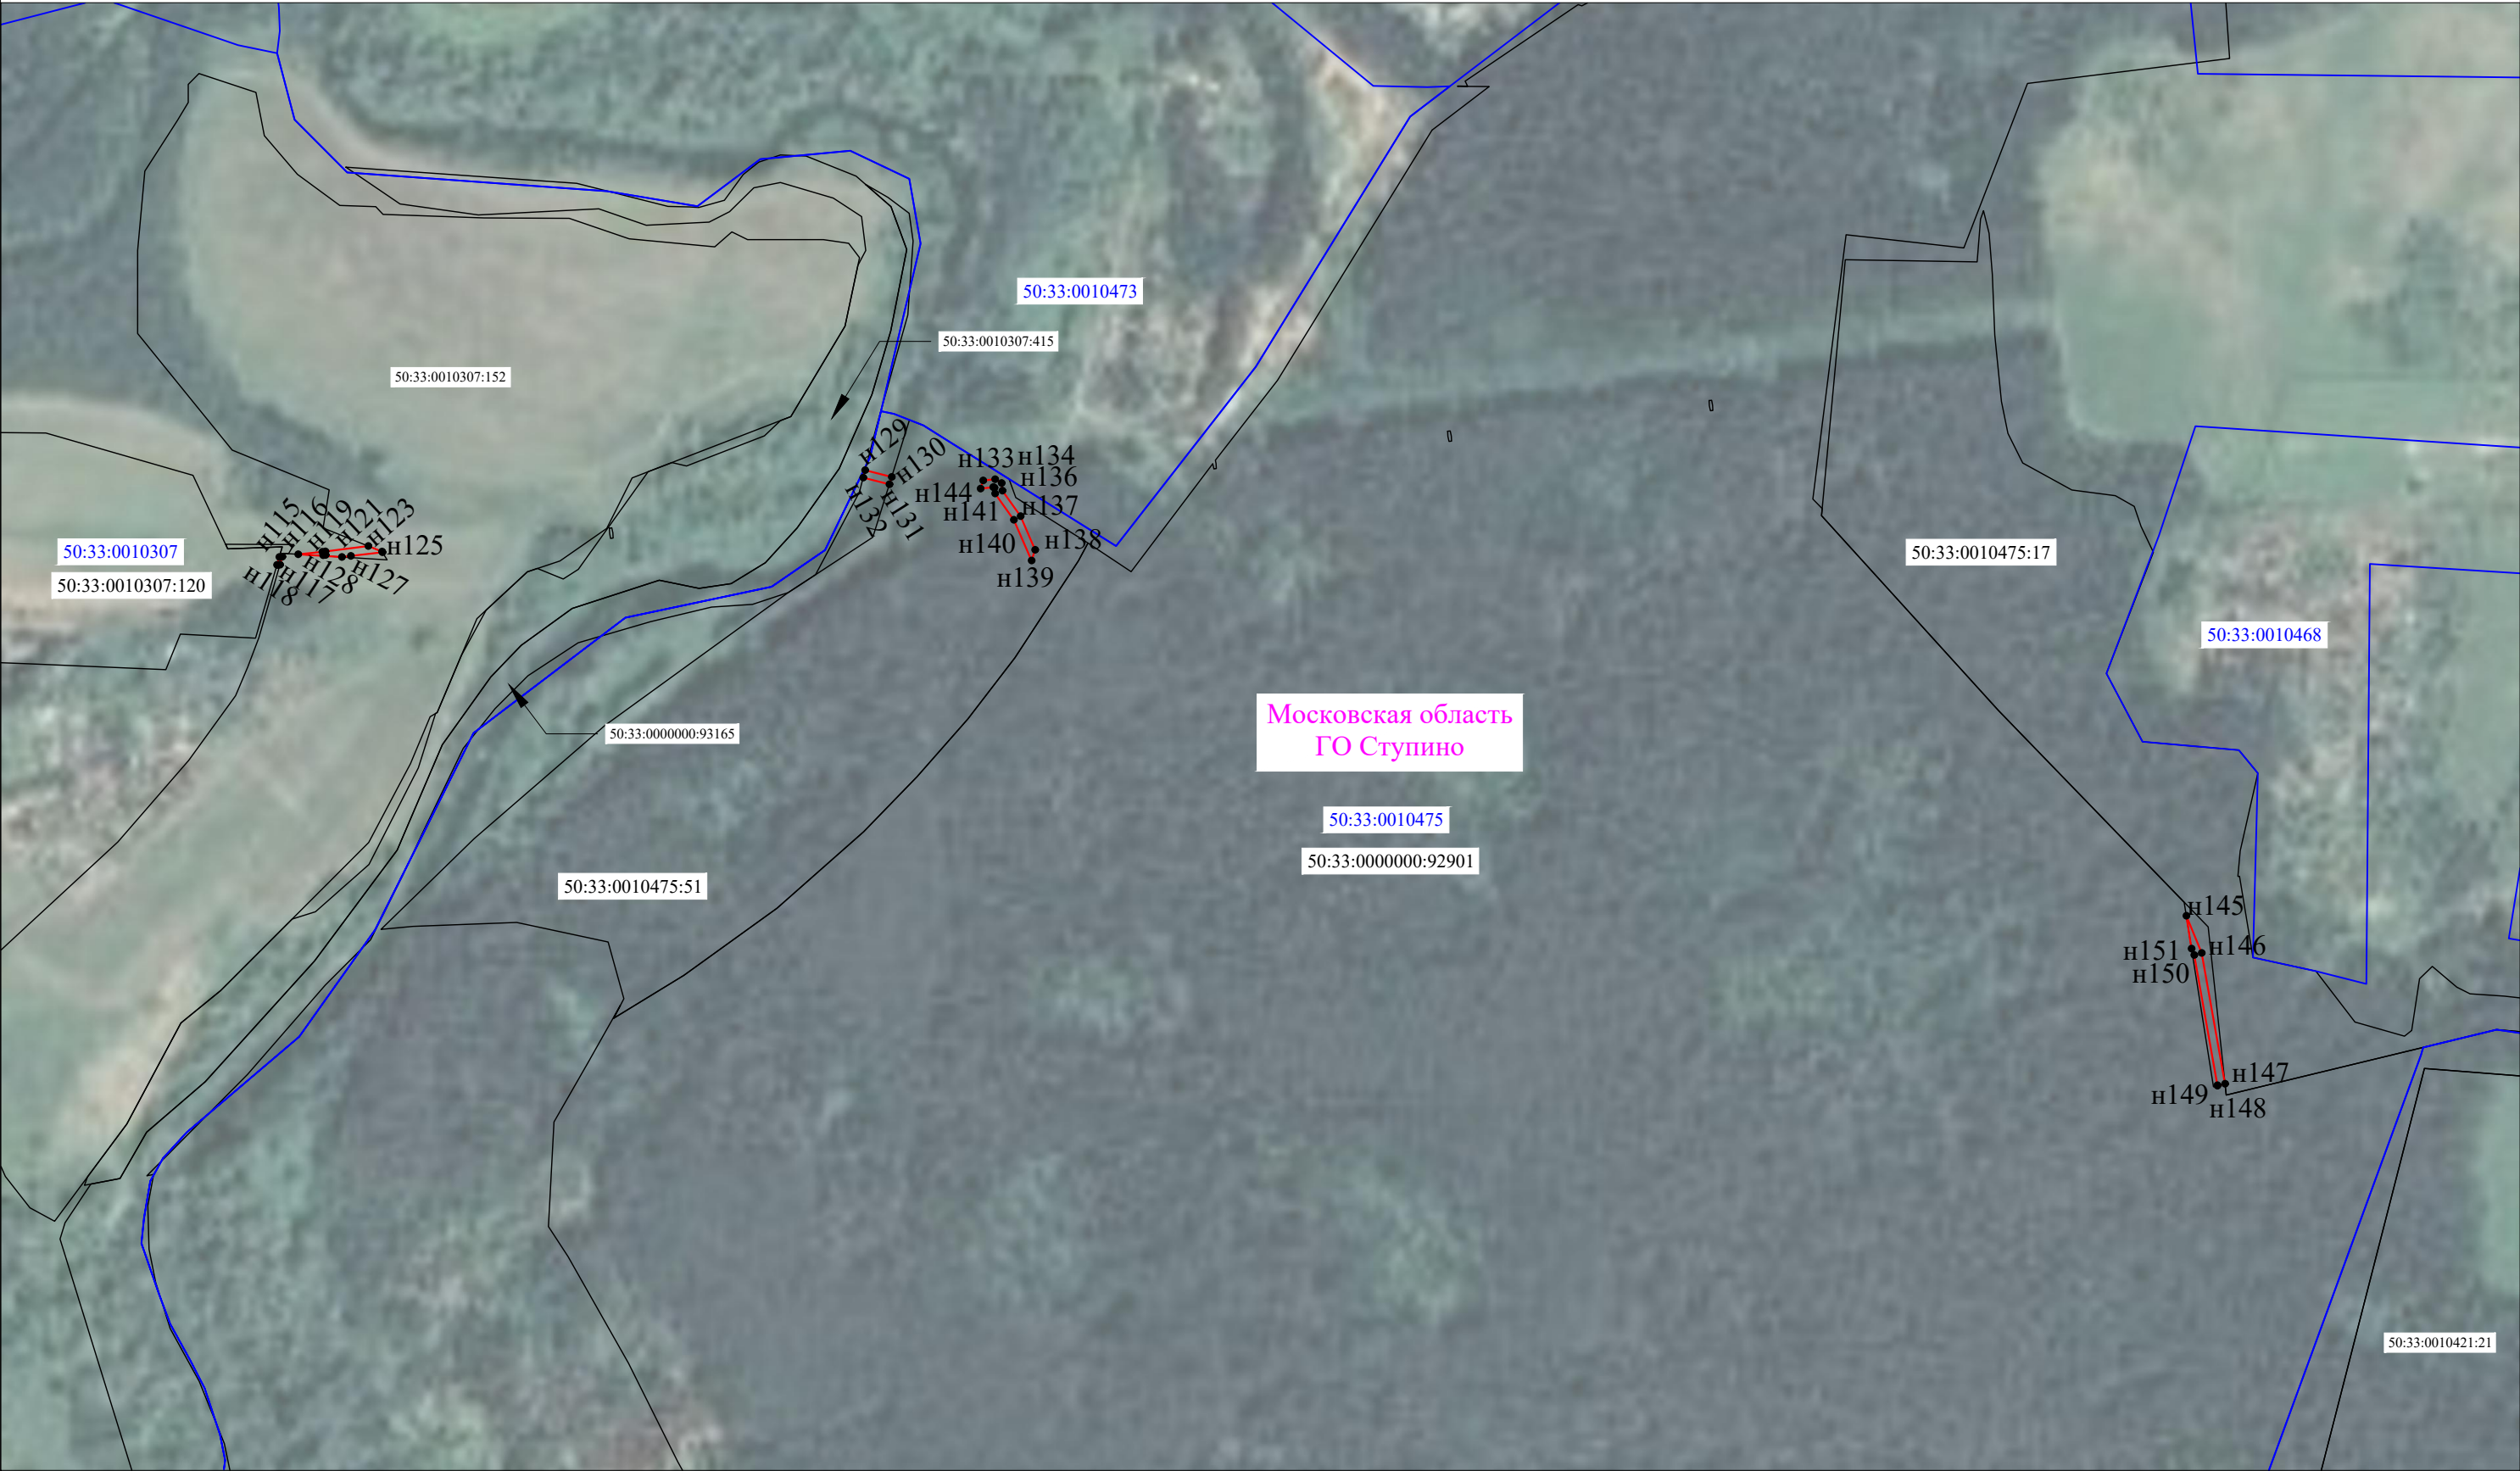 50:33:0010473
50:33:0010307:415
50:33:0010307:152
н129
н130
н133
н134
н136
н144
н137
н141
н132
н131
н138
н140
н139
н115
н116
н119
н121
н123
н125
50:33:0010307
50:33:0010307:120
н118
н117
н128
н127
50:33:0010475:17
50:33:0010468
Московская область
ГО Ступино
50:33:0000000:93165
50:33:0010475
50:33:0000000:92901
50:33:0010475:51
н145
н151
н146
н150
н147
н149
н148
50:33:0010421:21